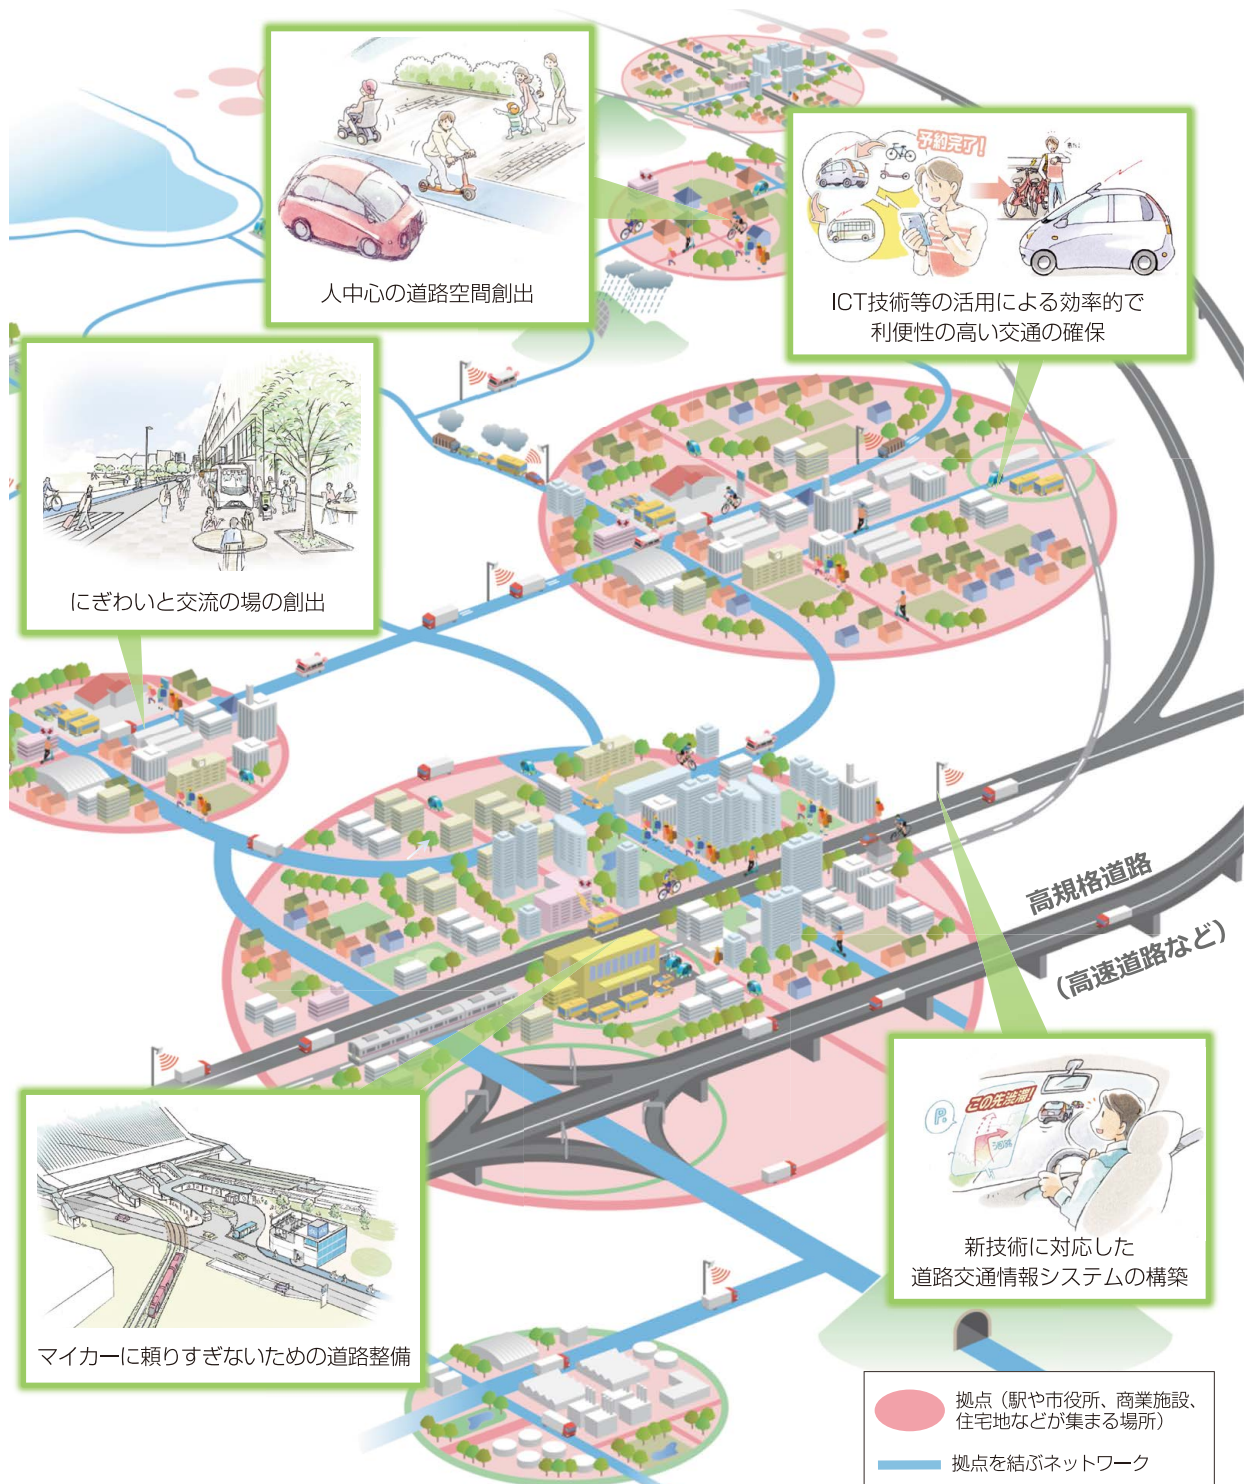 人中心の道路空間創出
予約完了!
ICT技術等の活用による効率的で
利便性の高い交通の確保
にぎわいと交流の場の創出
高規格道路
(高速道路など)
P.
この先渋滞!
新技術に対応した
道路交通情報システムの構築
マイカーに頼りすぎないための道路整備
拠点(駅や市役所、商業施設、
住宅地などが集まる場所)
拠点を結ぶネットワーク